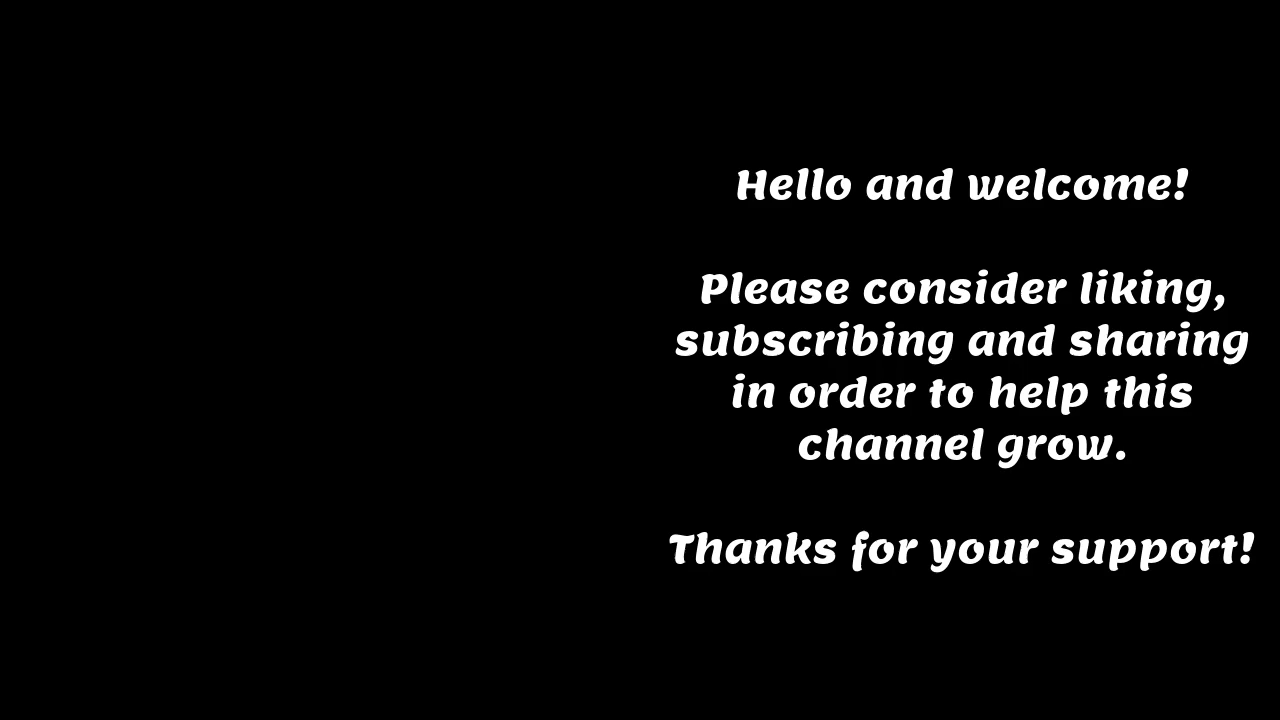 Hello and welcome!
Please consider liking,
subscribing and sharing
in order to help this
channel grow.
Thanks for your support!